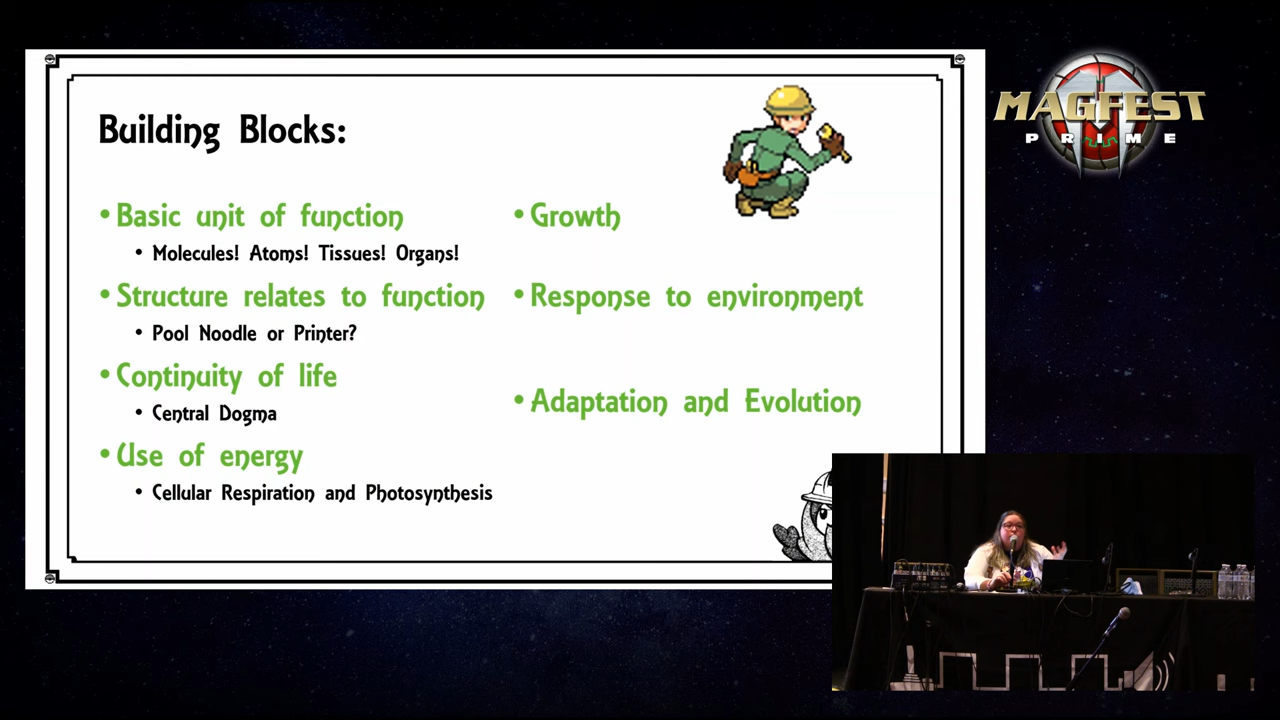 Building Blocks:
• Basic unit of function
• Molecules! Atoms! Tissues! Organs!
• Structure relates to function
• Pool Noodle or Printer?
• Continuity of life
• Central Dogma
• Use of energy
• Cellular Respiration and Photosynthesis
• Growth
• Response to environment
• Adaptation and Evolution
MAGFEST
PRIME